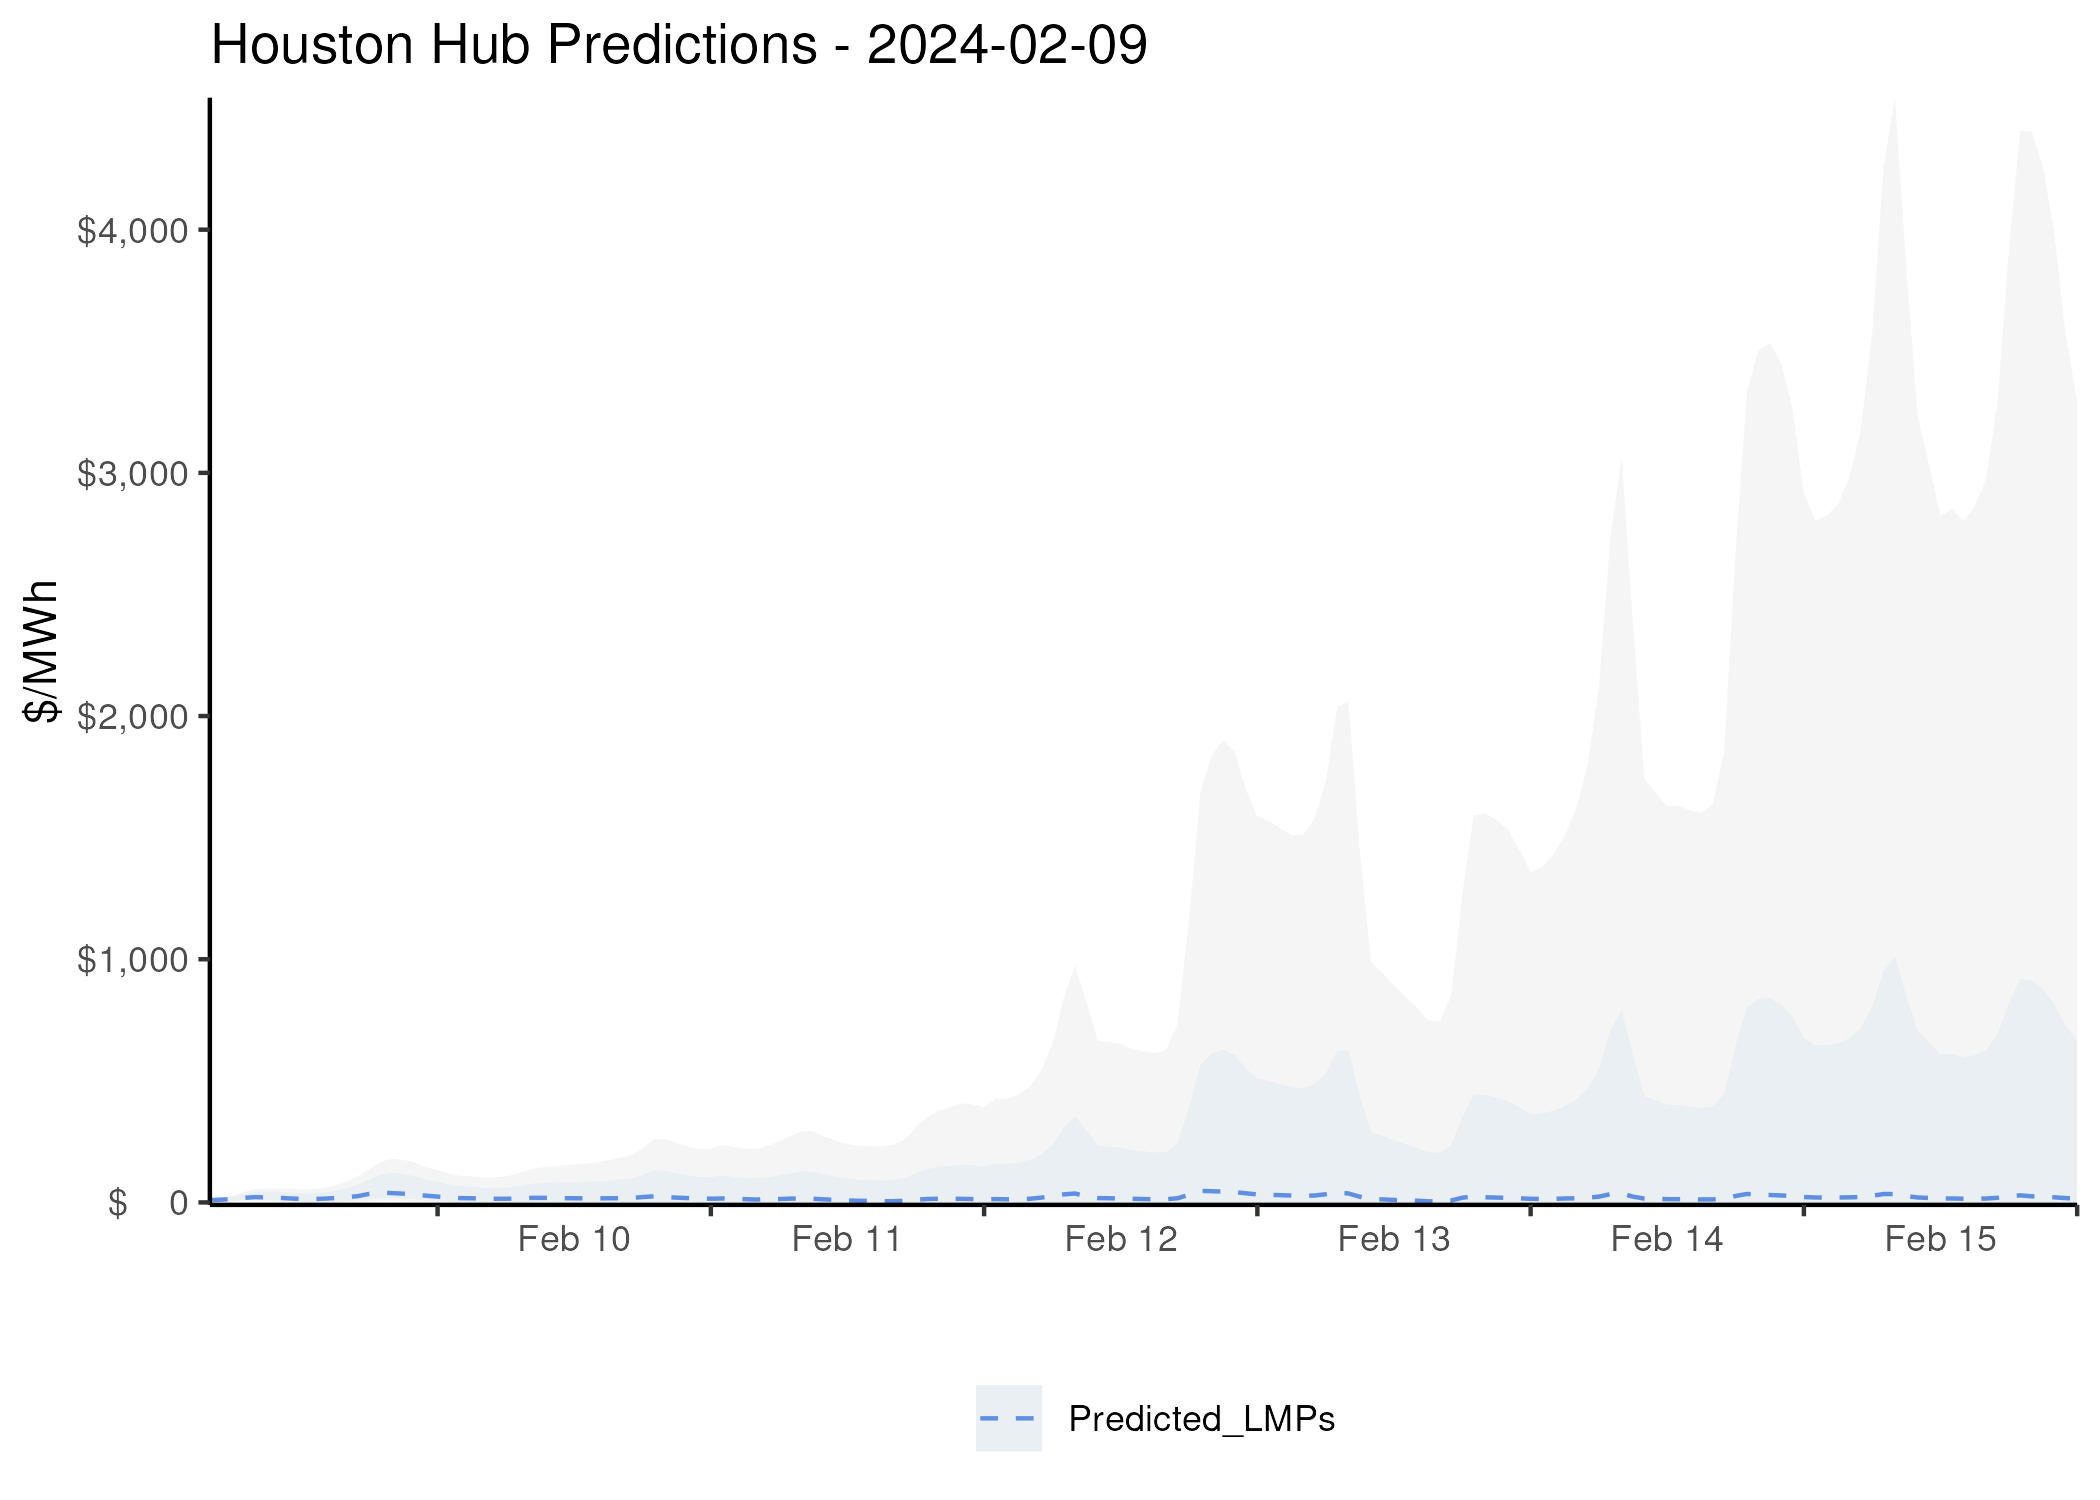 Houston Hub Predictions - 2024-02-09
$/MWh
$4,000
$3,000
$2,000
$1,000
$ 0
Feb 10 Feb 11 Feb 12 Feb 13 Feb 14 Feb 15
Predicted_LMPs